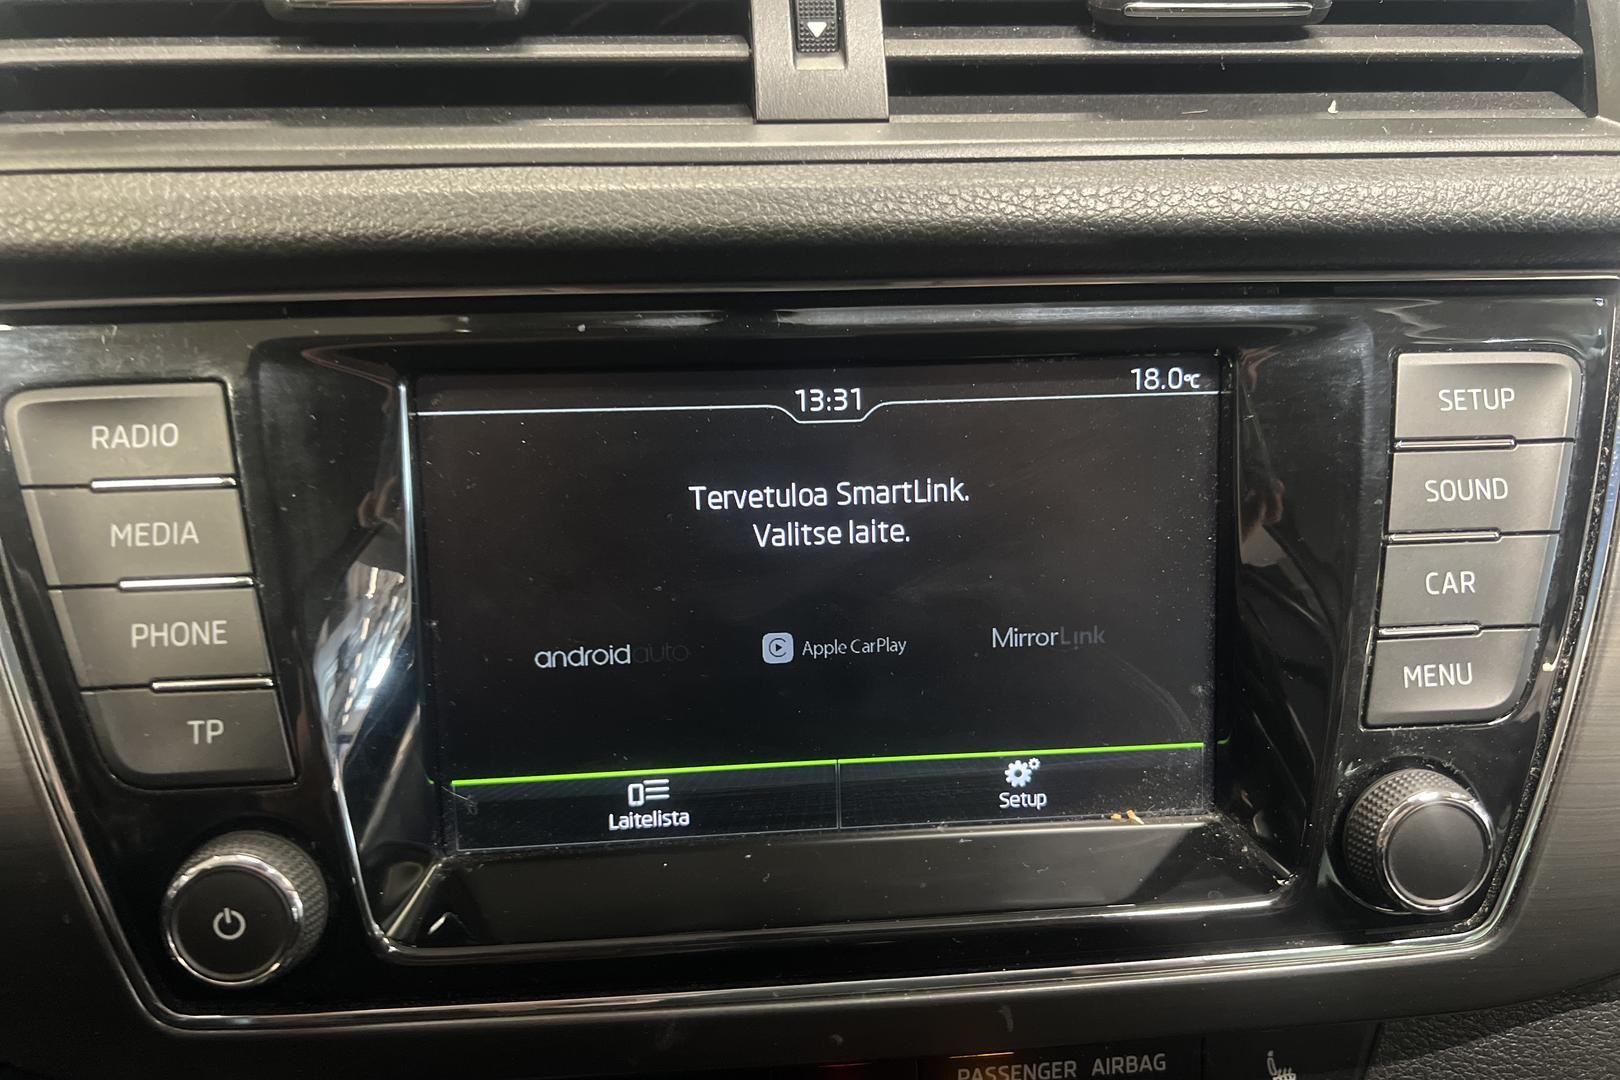 13:31
18.0°C
Tervetuloa SmartLink.
Valitse laite.
androidauto
Apple CarPlay
MirrorLink
Laitelista
Setup
RADIO
MEDIA
PHONE
TP
SETUP
SOUND
CAR
MENU
PASSENGER AIRBAG